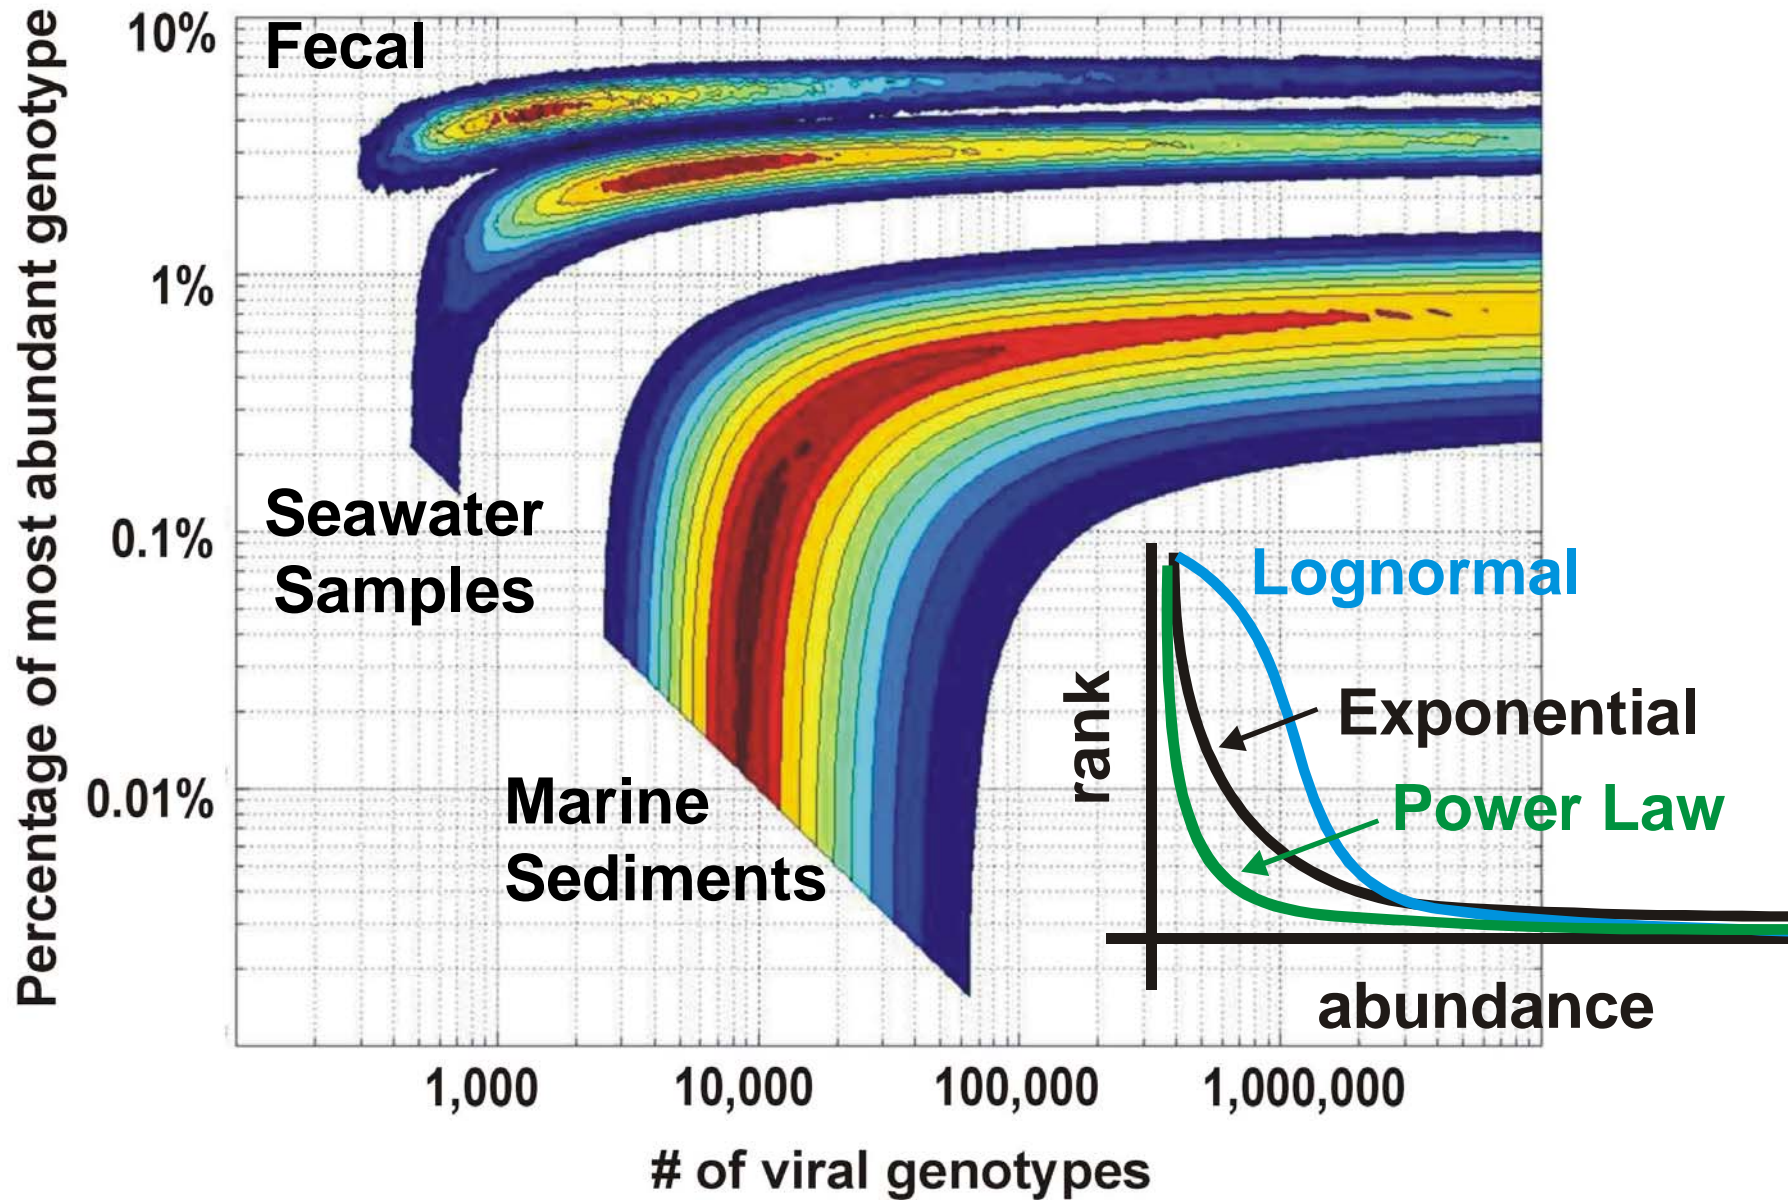 Percentage of most abundant genotype
10%
1%
0.1%
0.01%
Fecal
Seawater
Samples
Marine
Sediments
Lognormal
Exponential
Power Law
rank
abundance
1,000
10,000
100,000
1,000,000
# of viral genotypes